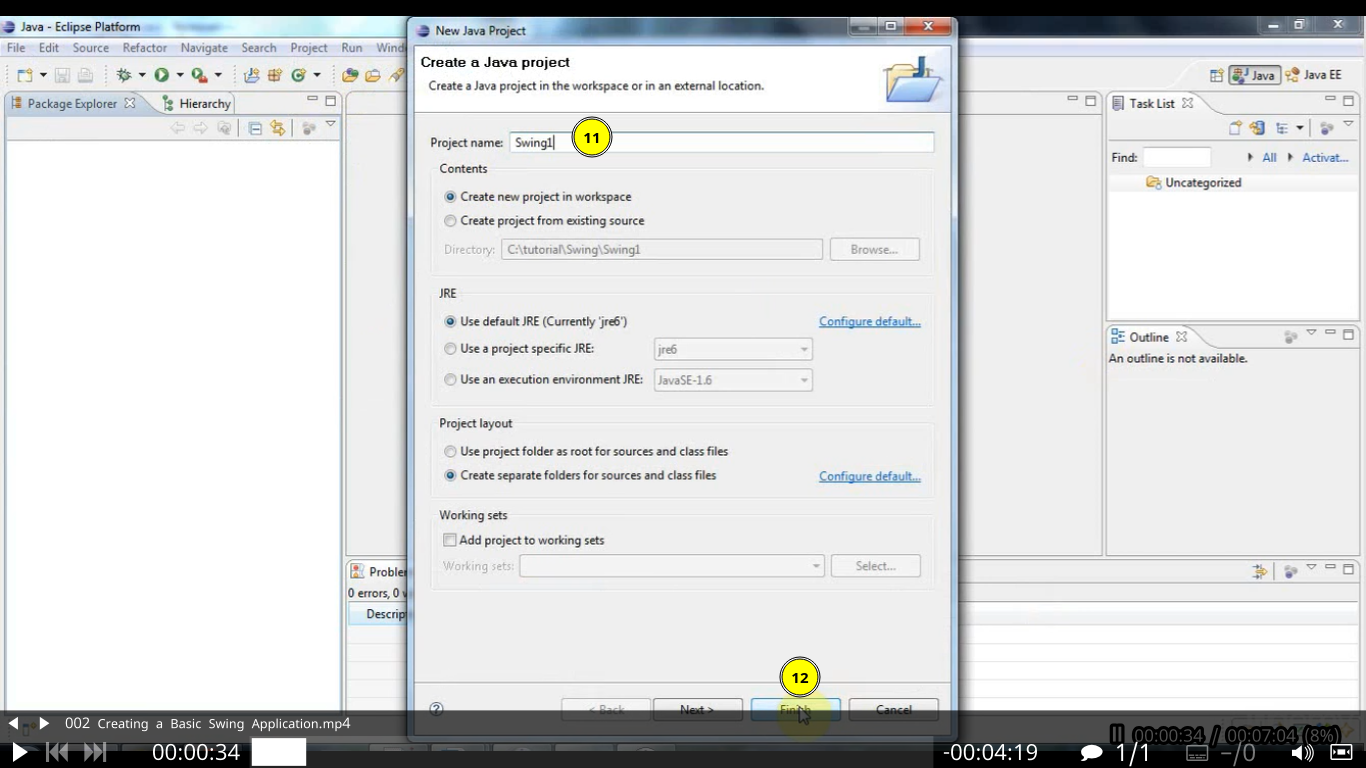 Java - Eclipse Platform
New Java Project
File Edit Source Refactor Navigate Search Project Run Wind
Create a Java project
Create a Java project in the workspace or in an external location.
Java
Java EE
Package Explorer
Hierarchy
Task List
Project name: Swing1
11
Find:
All
Activat...
Uncategorized
Contents
Create new project in workspace
Create project from existing source
Directory: C:\tutorial\Swing\Swing1
Browse...
JRE
Use default JRE (Currently 'jre6')
Configure default...
Use a project specific JRE: jre6
Use an execution environment JRE: JavaSE-1.6
Outline
An outline is not available.
Project layout
Use project folder as root for sources and class files
Create separate folders for sources and class files
Configure default...
Working sets
Add project to working sets
Working sets:
Select...
Problem
0 errors, 0 w
Descrip
12
< Back
Next >
Finish
Cancel
002 Creating a Basic Swing Application.mp4
00:00:34
-00:04:19
00:00:34 / 00:07:04 (8%)
1/1
–/0